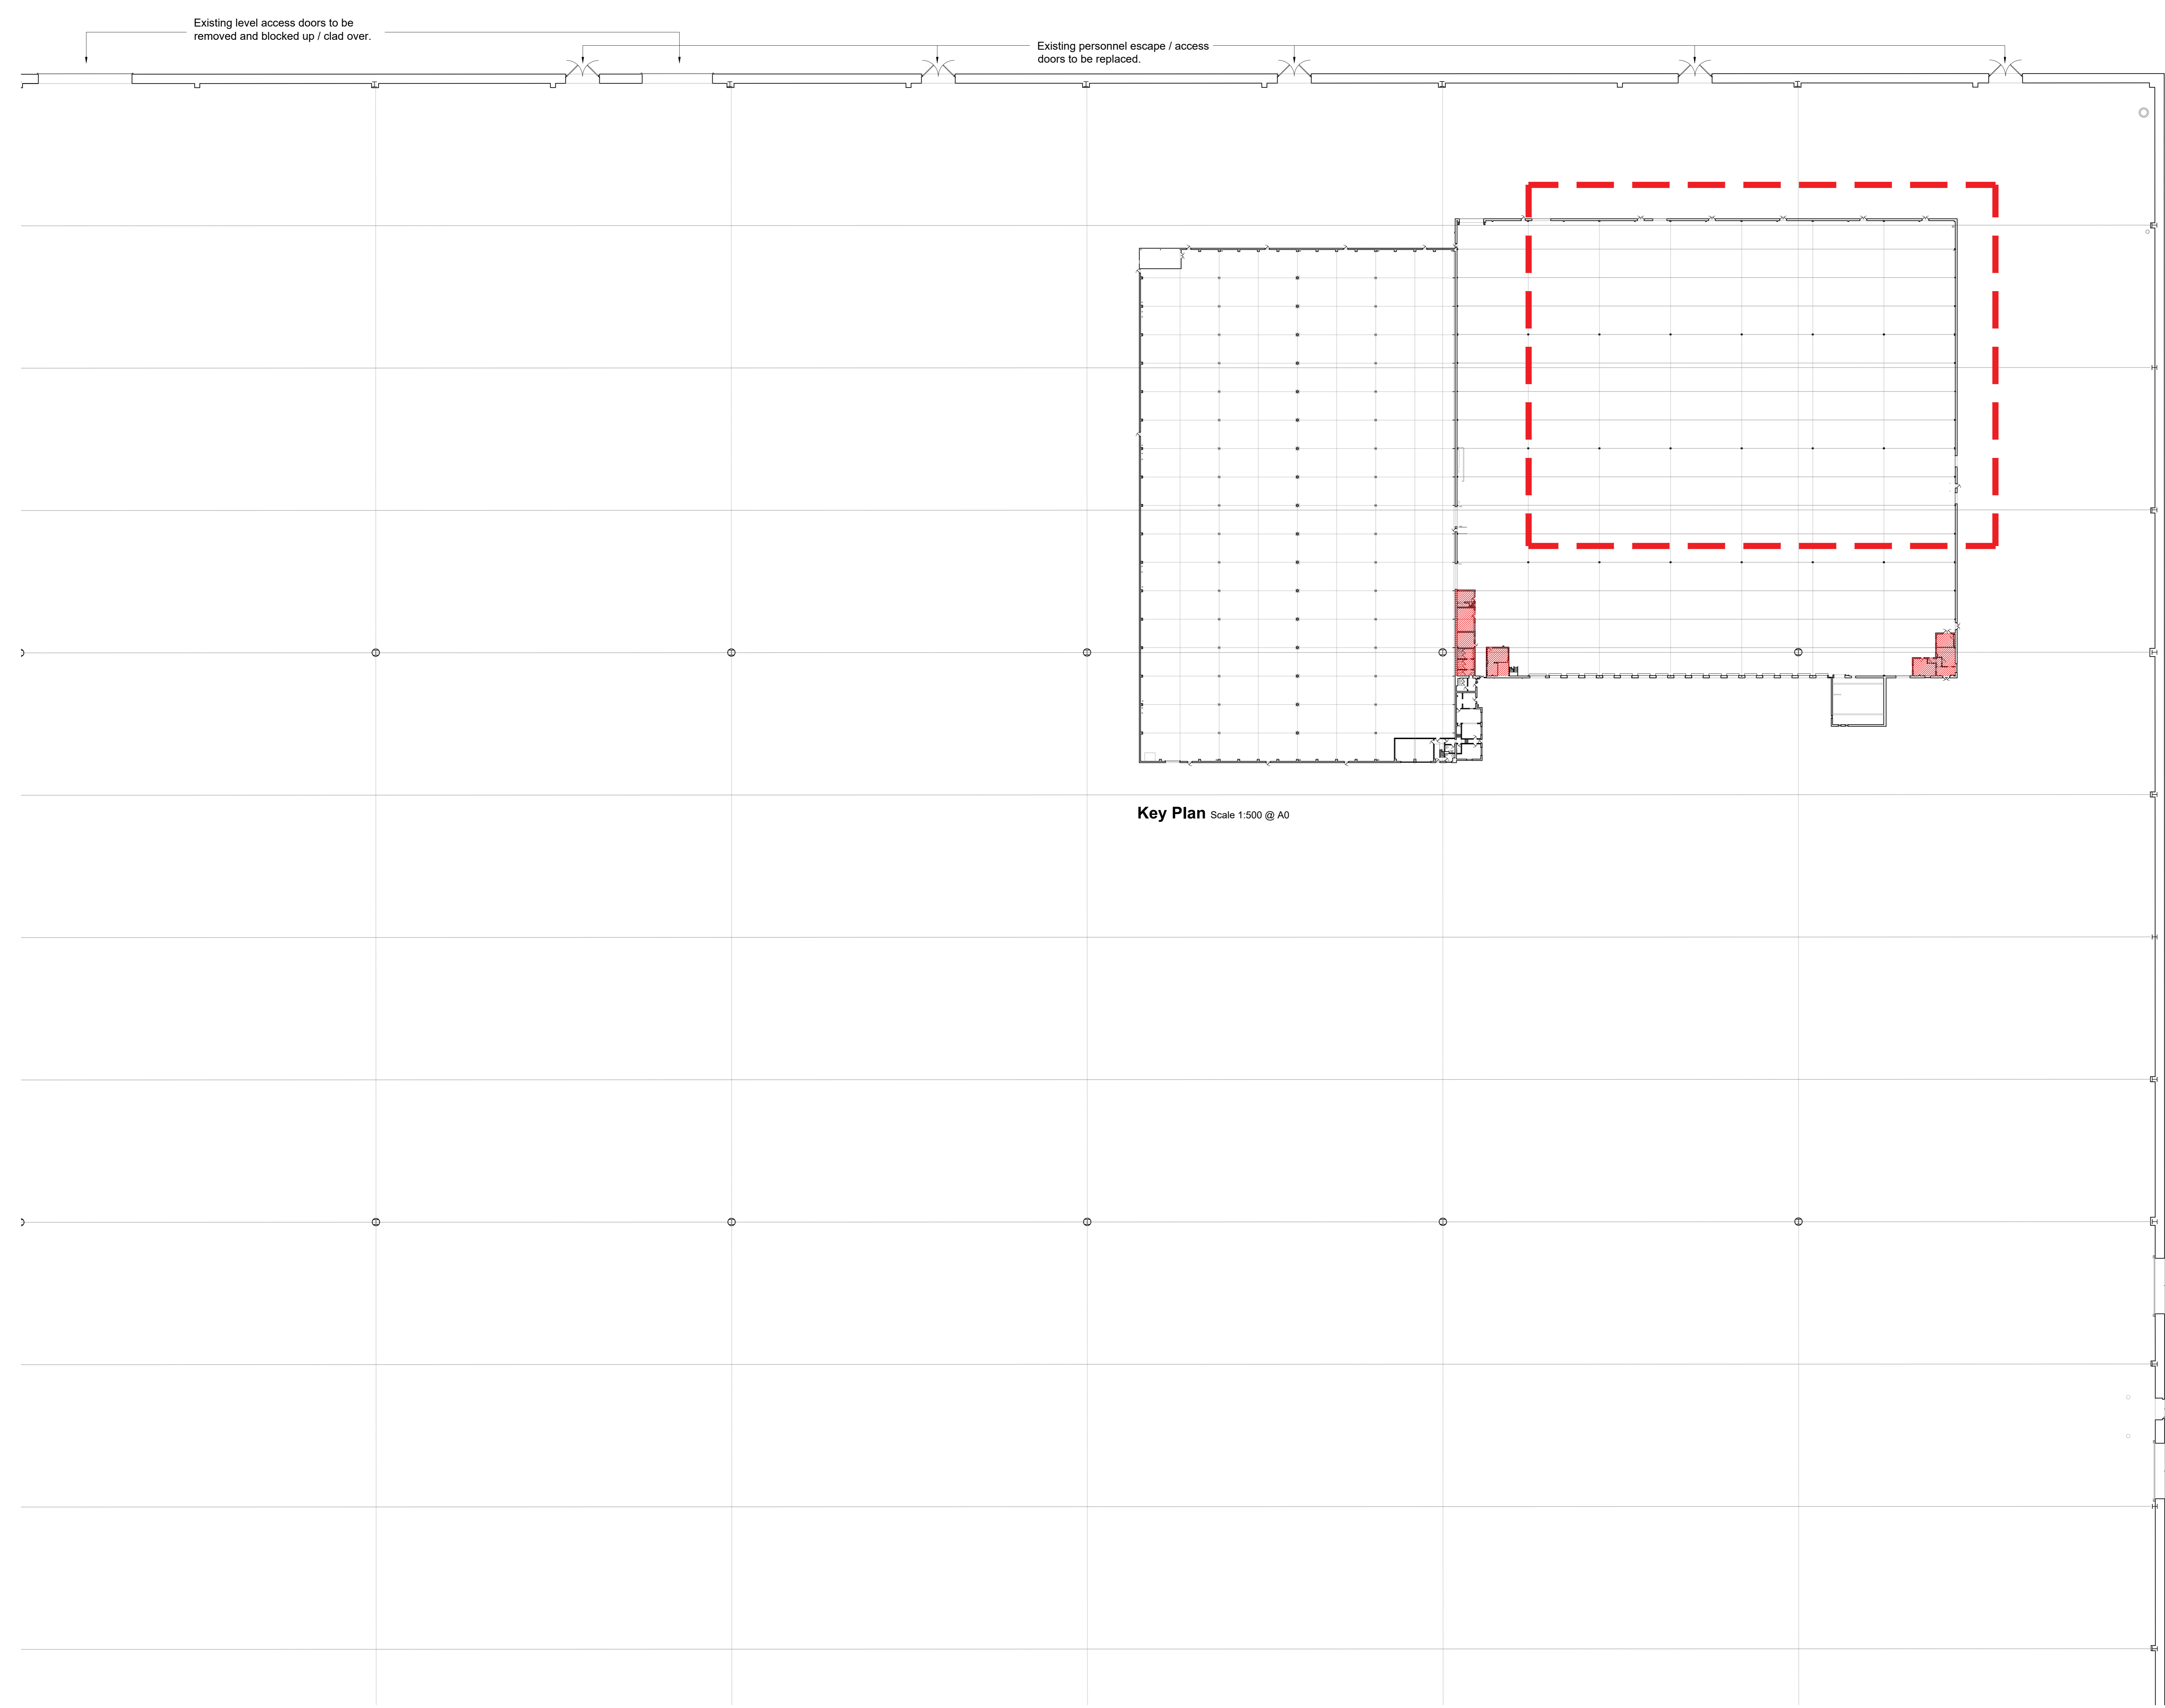 Existing level access doors to be
removed and blocked up / clad over.
Existing personnel escape / access
doors to be replaced.
Key Plan Scale 1:500 @ A0